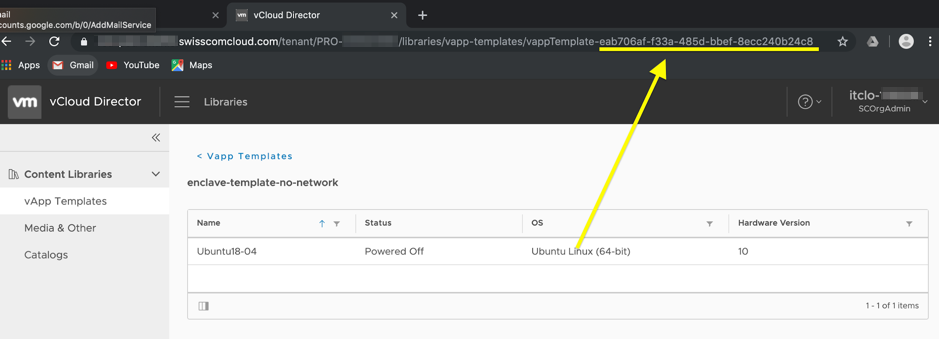 ail
counts.google.com/b/0/AddMailService
vm vCloud Director
swisscomcloud.com/tenant/PRO- /libraries/vapp-templates/vappTemplate-eab706af-f33a-485d-bbef-8ecc240b24c8
Apps Gmail YouTube Maps
vm vCloud Director Libraries itclo-
SCOrgAdmin
< Vapp Templates
Content Libraries
enclave-template-no-network
vApp Templates
Name Status OS Hardware Version
Media & Other
Ubuntu18-04 Powered Off Ubuntu Linux (64-bit) 10
Catalogs
1 - 1 of 1 items